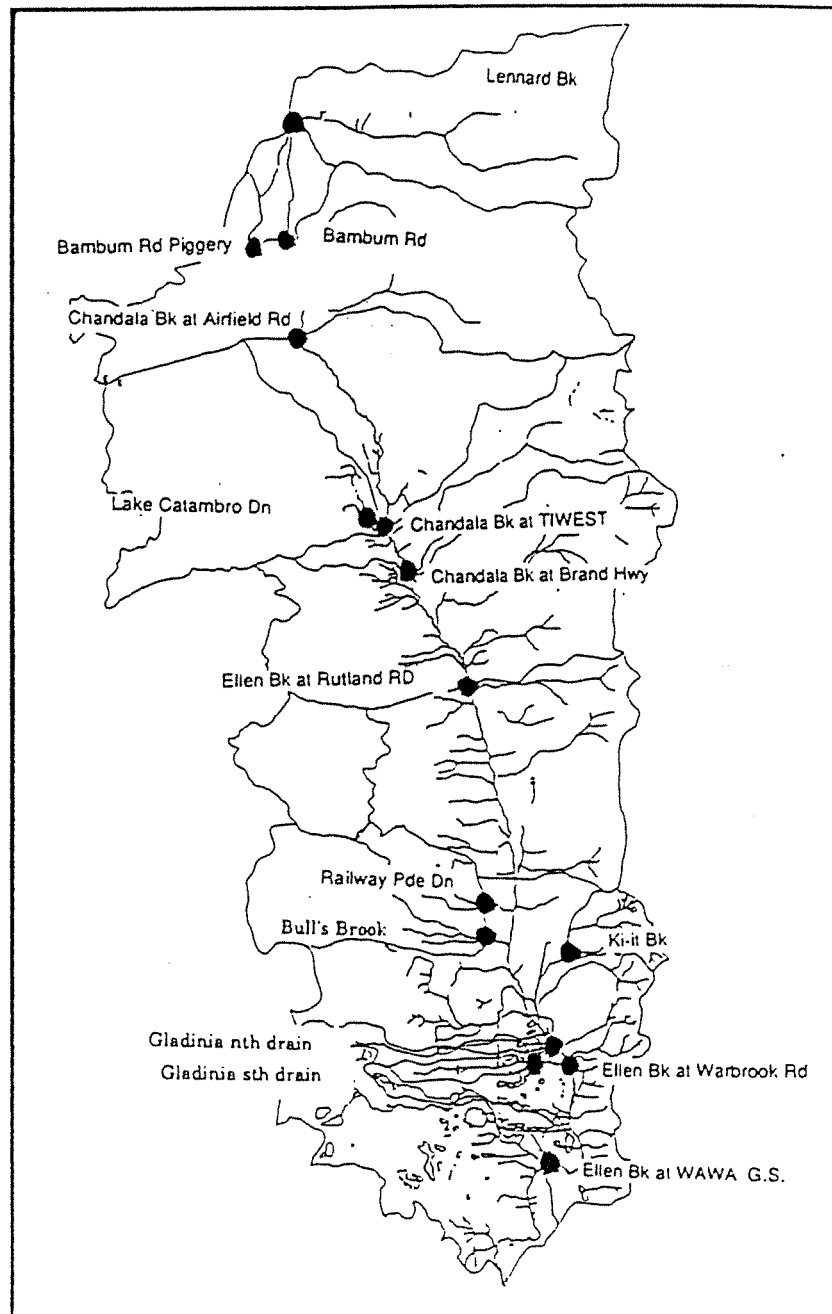 Lennard Bk
Bambum Rd Piggery
Bambum Rd
Chandala Bk at Airfield Rd
Lake Catambro Dn
Chandala Bk at TIWEST
Chandala Bk at Brand Hwy
Ellen Bk at Rutland RD
Railway Pde Dn
Bull's Brook
Ki-it Bk
Gladinia nth drain
Gladinia sth drain
Ellen Bk at Warbrook Rd
Ellen Bk at WAWA G.S.